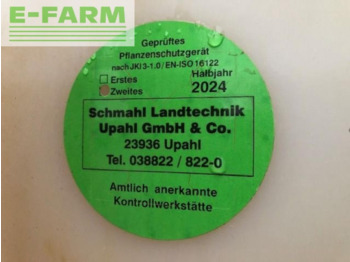 E-FARM
Geprüftes
Pflanzenschutzgerät
nach JKI 3-1.0 / EN-ISO 16122
Erstes Halbjahr
Zweites 2024
Schmahl Landtechnik
Upahl GmbH & Co.
23936 Upahl
Tel. 038822 / 822-0
Amtlich anerkannte
Kontrollwerkstätte